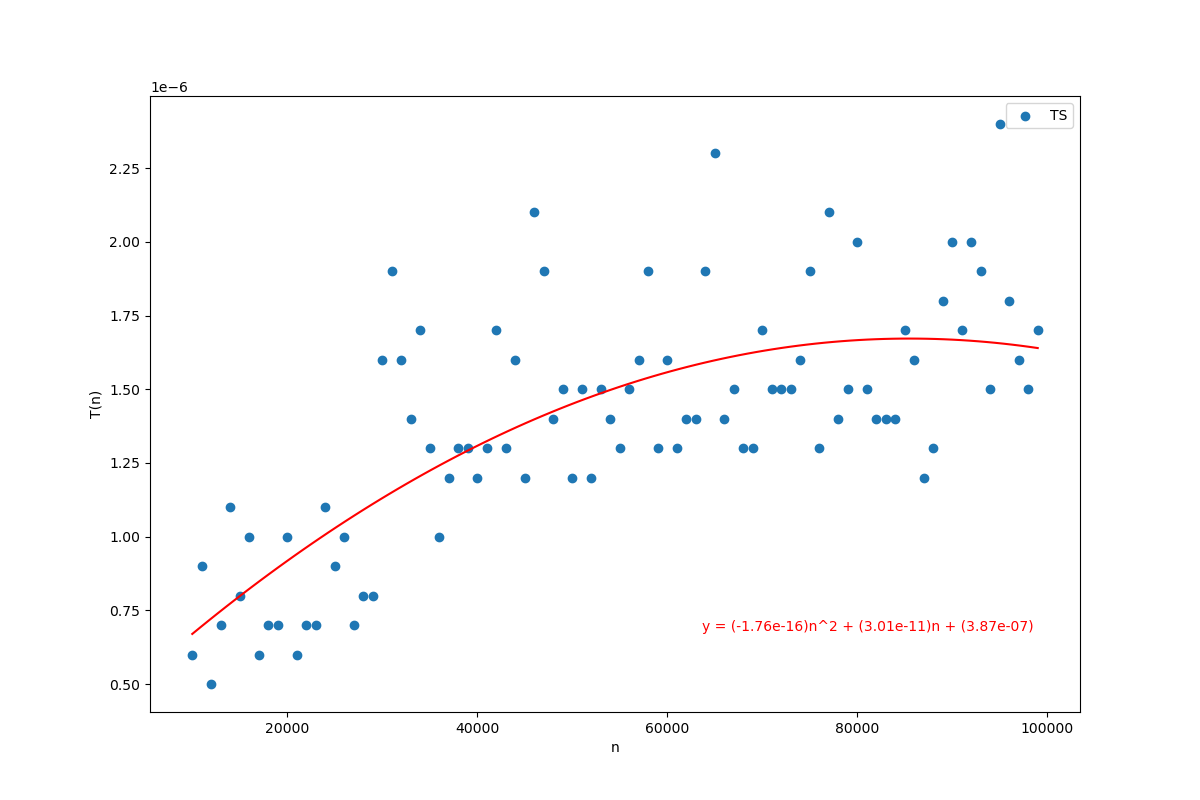 1e−6
TS
2.25
2.00
1.75
1.50
1.25
1.00
0.75
0.50
T(n)
y = (-1.76e-16)n^2 + (3.01e-11)n + (3.87e-07)
20000 40000 60000 80000 100000
n